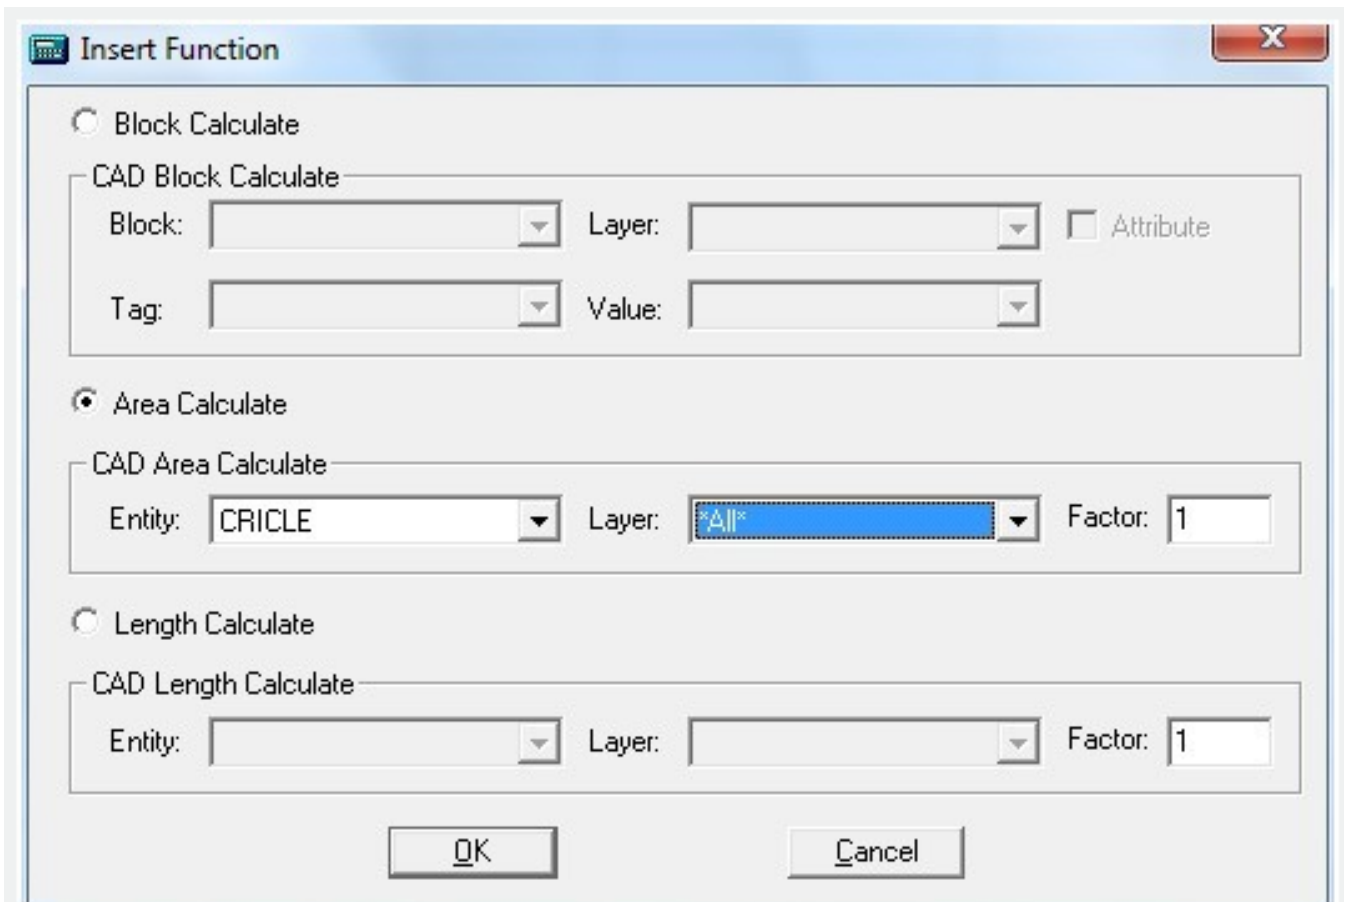 Insert Function
Block Calculate
CAD Block Calculate
Block: Layer: Attribute
Tag: Value:
Area Calculate
CAD Area Calculate
Entity: CRICLE Layer: *All* Factor: 1
Length Calculate
CAD Length Calculate
Entity: Layer: Factor: 1
OK Cancel